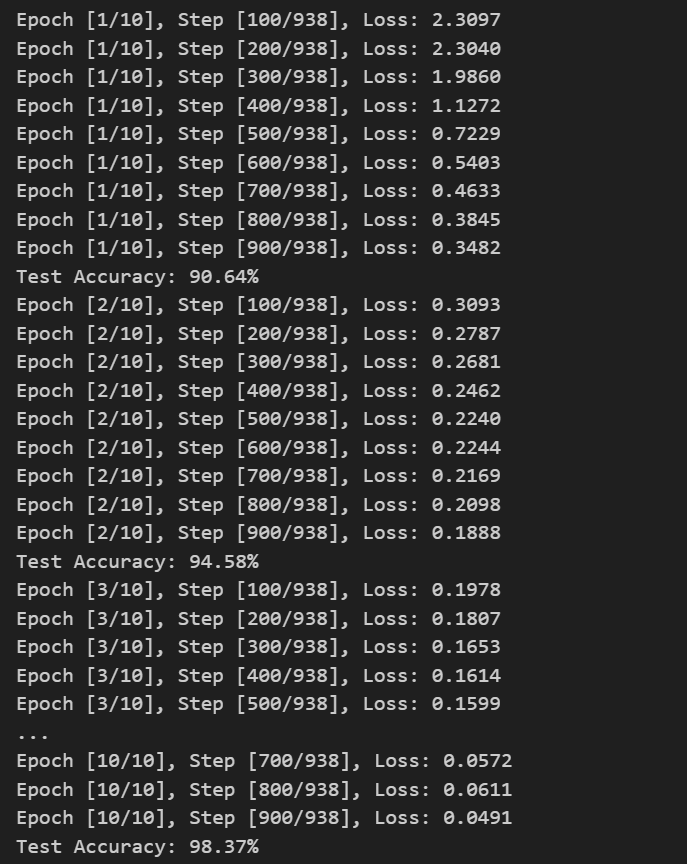 Epoch [1/10], Step [100/938], Loss: 2.3097
Epoch [1/10], Step [200/938], Loss: 2.3040
Epoch [1/10], Step [300/938], Loss: 1.9860
Epoch [1/10], Step [400/938], Loss: 1.1272
Epoch [1/10], Step [500/938], Loss: 0.7229
Epoch [1/10], Step [600/938], Loss: 0.5403
Epoch [1/10], Step [700/938], Loss: 0.4633
Epoch [1/10], Step [800/938], Loss: 0.3845
Epoch [1/10], Step [900/938], Loss: 0.3482
Test Accuracy: 90.64%
Epoch [2/10], Step [100/938], Loss: 0.3093
Epoch [2/10], Step [200/938], Loss: 0.2787
Epoch [2/10], Step [300/938], Loss: 0.2681
Epoch [2/10], Step [400/938], Loss: 0.2462
Epoch [2/10], Step [500/938], Loss: 0.2240
Epoch [2/10], Step [600/938], Loss: 0.2244
Epoch [2/10], Step [700/938], Loss: 0.2169
Epoch [2/10], Step [800/938], Loss: 0.2098
Epoch [2/10], Step [900/938], Loss: 0.1888
Test Accuracy: 94.58%
Epoch [3/10], Step [100/938], Loss: 0.1978
Epoch [3/10], Step [200/938], Loss: 0.1807
Epoch [3/10], Step [300/938], Loss: 0.1653
Epoch [3/10], Step [400/938], Loss: 0.1614
Epoch [3/10], Step [500/938], Loss: 0.1599
...
Epoch [10/10], Step [700/938], Loss: 0.0572
Epoch [10/10], Step [800/938], Loss: 0.0611
Epoch [10/10], Step [900/938], Loss: 0.0491
Test Accuracy: 98.37%